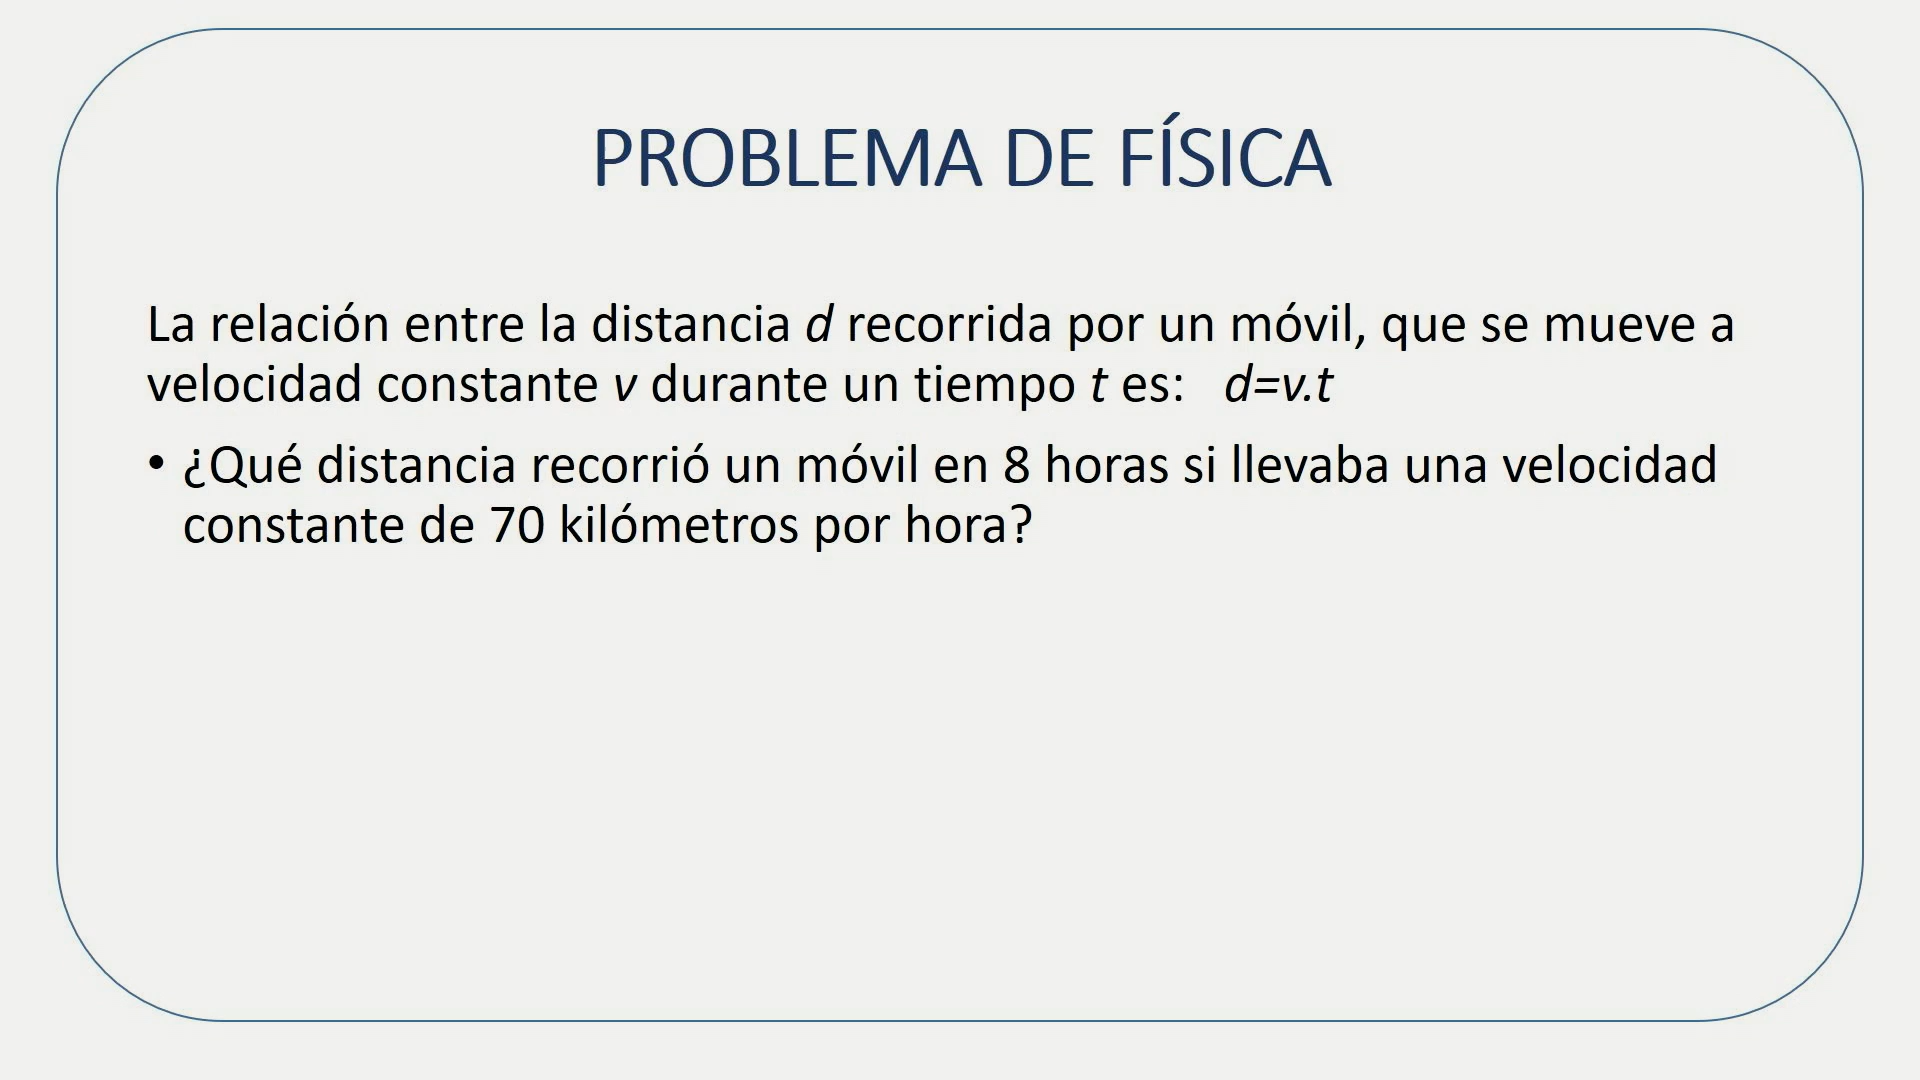 PROBLEMA DE FÍSICA
La relación entre la distancia d recorrida por un móvil, que se mueve a
velocidad constante v durante un tiempo t es: d=v.t
• ¿Qué distancia recorrió un móvil en 8 horas si llevaba una velocidad
constante de 70 kilómetros por hora?